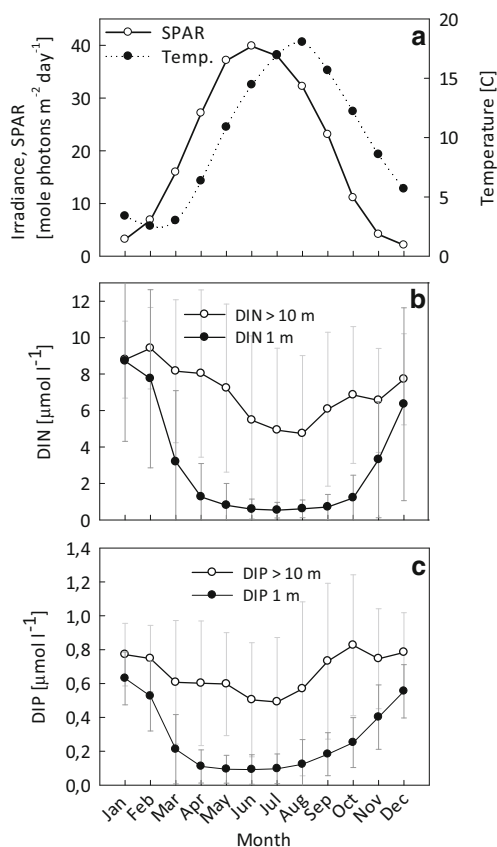 a
SPAR
Temp.
Irradiance, SPAR
[mole photons m⁻² day⁻¹]
40
30
20
10
0
Temperature [C]
20
15
10
5
0
b
DIN > 10 m
DIN 1 m
DIN [µmol l⁻¹]
12
10
8
6
4
2
0
c
DIP > 10 m
DIP 1 m
DIP [µmol l⁻¹]
1,4
1,2
1,0
0,8
0,6
0,4
0,2
0,0
Jan Feb Mar Apr May Jun Jul Aug Sep Oct Nov Dec
Month